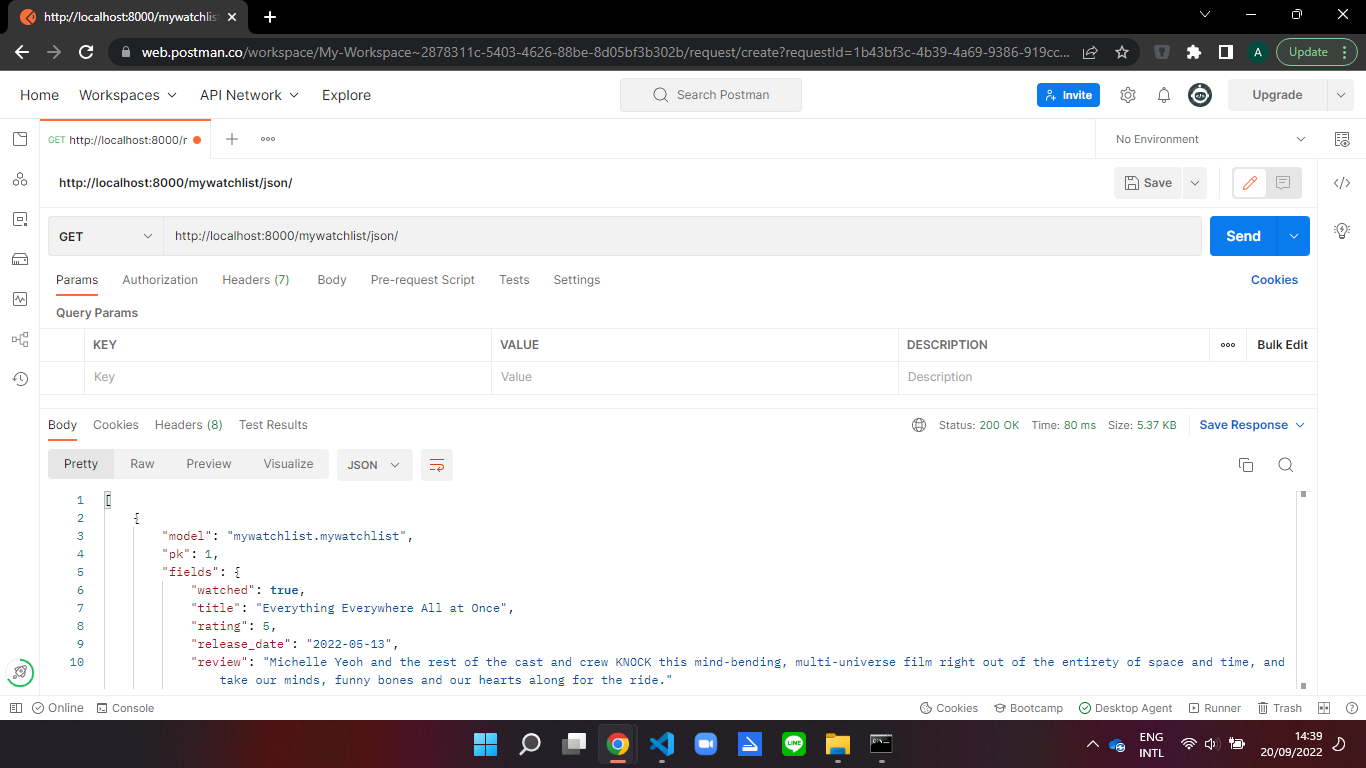 http://localhost:8000/mywatchlist
web.postman.co/workspace/My-Workspace~2878311c-5403-4626-88be-8d05bf3b302b/request/create?requestId=1b43bf3c-4b39-4a69-9386-919cc... A Update
Home Workspaces API Network Explore Search Postman Invite Upgrade
GET http://localhost:8000/r No Environment
http://localhost:8000/mywatchlist/json/ Save
GET http://localhost:8000/mywatchlist/json/ Send
Params Authorization Headers (7) Body Pre-request Script Tests Settings Cookies
Query Params
KEY VALUE DESCRIPTION Bulk Edit
Key Value Description
Body Cookies Headers (8) Test Results Status: 200 OK Time: 80 ms Size: 5.37 KB Save Response
Pretty Raw Preview Visualize JSON
1 [
2 {
3 "model": "mywatchlist.mywatchlist",
4 "pk": 1,
5 "fields": {
6 "watched": true,
7 "title": "Everything Everywhere All at Once",
8 "rating": 5,
9 "release_date": "2022-05-13",
10 "review": "Michelle Yeoh and the rest of the cast and crew KNOCK this mind-bending, multi-universe film right out of the entirety of space and time, and
take our minds, funny bones and our hearts along for the ride."
Online Console Cookies Bootcamp Desktop Agent Runner Trash
LINE ENG 14:39
INTL 20/09/2022